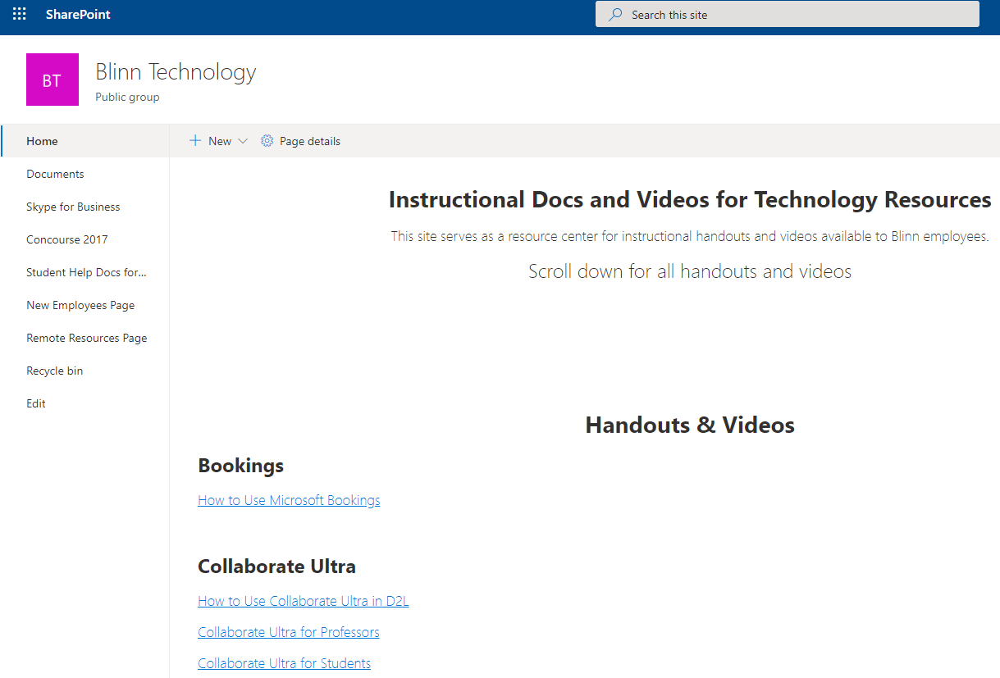 SharePoint
Search this site
BT
Blinn Technology
Public group
Home
Documents
Skype for Business
Concourse 2017
Student Help Docs for...
New Employees Page
Remote Resources Page
Recycle bin
Edit
New
Page details
Instructional Docs and Videos for Technology Resources
This site serves as a resource center for instructional handouts and videos available to Blinn employees.
Scroll down for all handouts and videos
Handouts & Videos
Bookings
How to Use Microsoft Bookings
Collaborate Ultra
How to Use Collaborate Ultra in D2L
Collaborate Ultra for Professors
Collaborate Ultra for Students